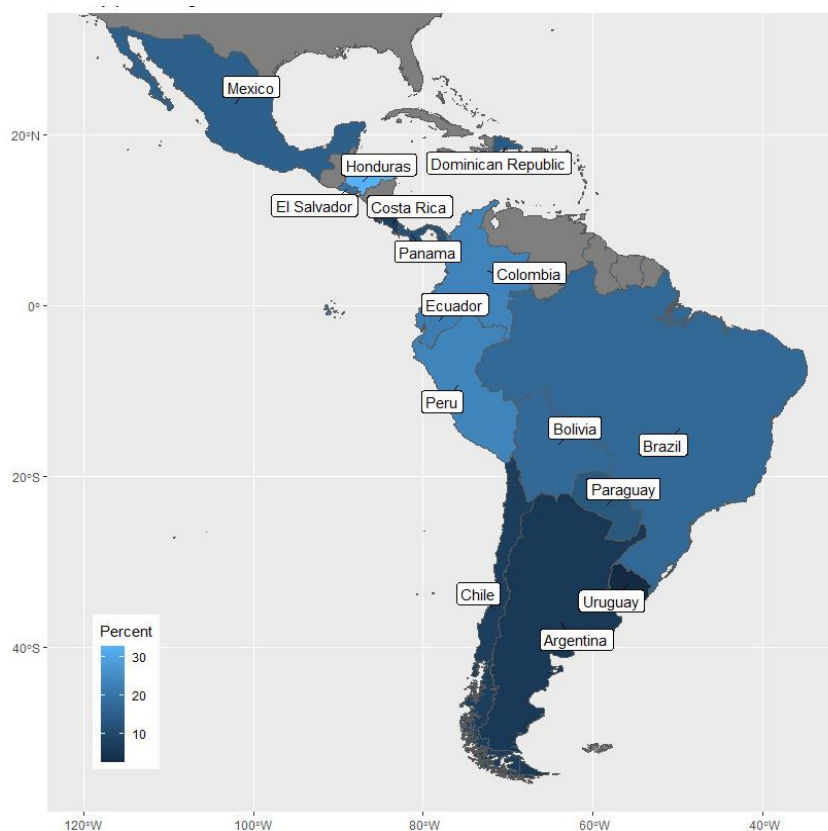 Mexico
20°N
Honduras
Dominican Republic
El Salvador
Costa Rica
Panama
Colombia
Ecuador
0°
Peru
Bolivia
Brazil
20°S
Paraguay
Chile
Uruguay
Percent
Argentina
30
40°S
20
10
120°W
100°W
80°W
60°W
40°W